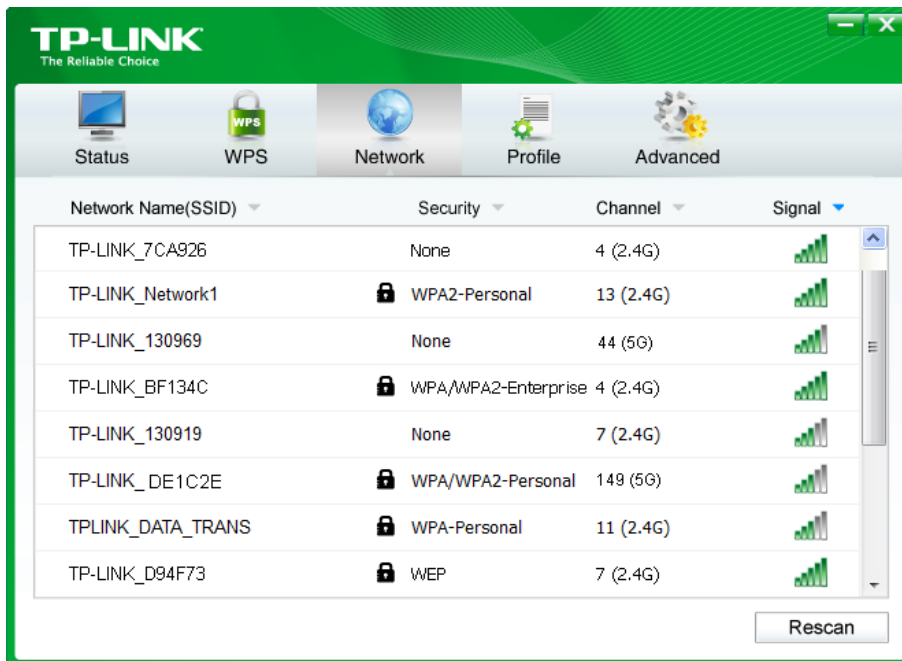 TP-LINK
The Reliable Choice
WPS
Status WPS Network Profile Advanced
Network Name(SSID) Security Channel Signal
TP-LINK_7CA926 None 4 (2.4G)
TP-LINK_Network1 WPA2-Personal 13 (2.4G)
TP-LINK_130969 None 44 (5G)
TP-LINK_BF134C WPA/WPA2-Enterprise 4 (2.4G)
TP-LINK_130919 None 7 (2.4G)
TP-LINK_ DE1C2E WPA/WPA2-Personal 149 (5G)
TPLINK_DATA_TRANS WPA-Personal 11 (2.4G)
TP-LINK_D94F73 WEP 7 (2.4G)
Rescan